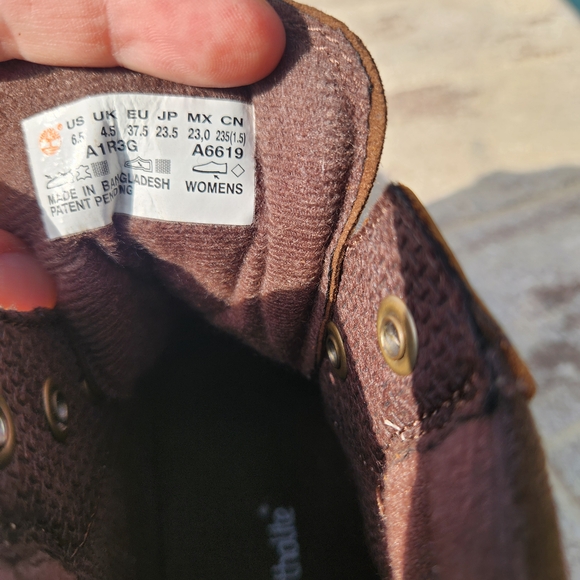 US UK EU JP MX CN
6.5 4.5 37.5 23.5 23,0 235(1.5)
A1R3G A6619
MADE IN BANGLADESH WOMENS
PATENT PENDING